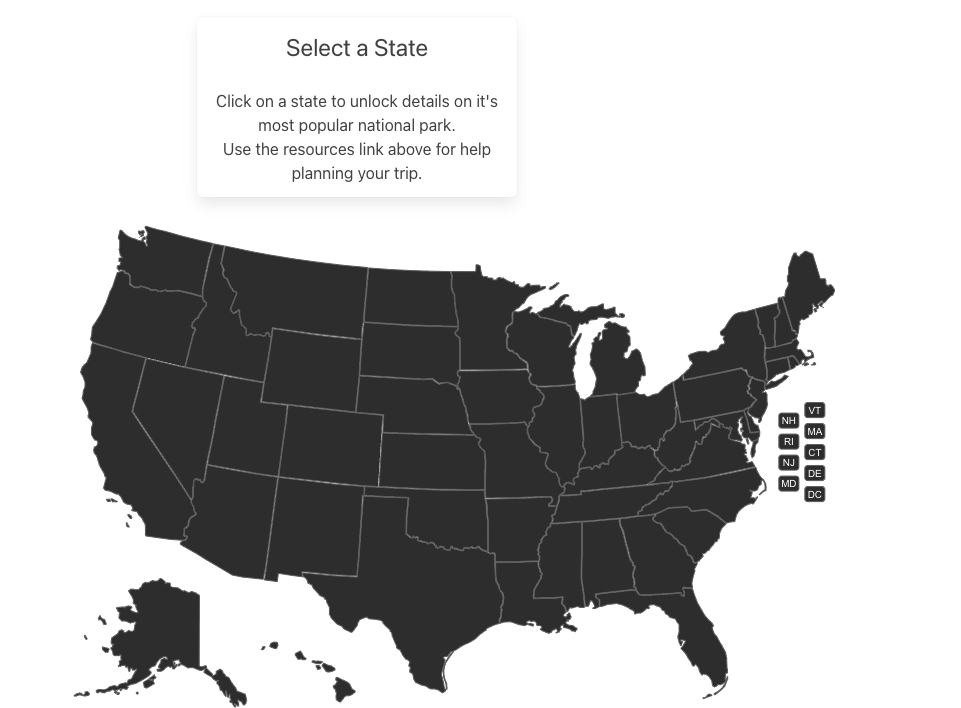 Select a State
Click on a state to unlock details on it's
most popular national park.
Use the resources link above for help
planning your trip.
VT
NH
MA
RI
CT
NJ
DE
MD
DC